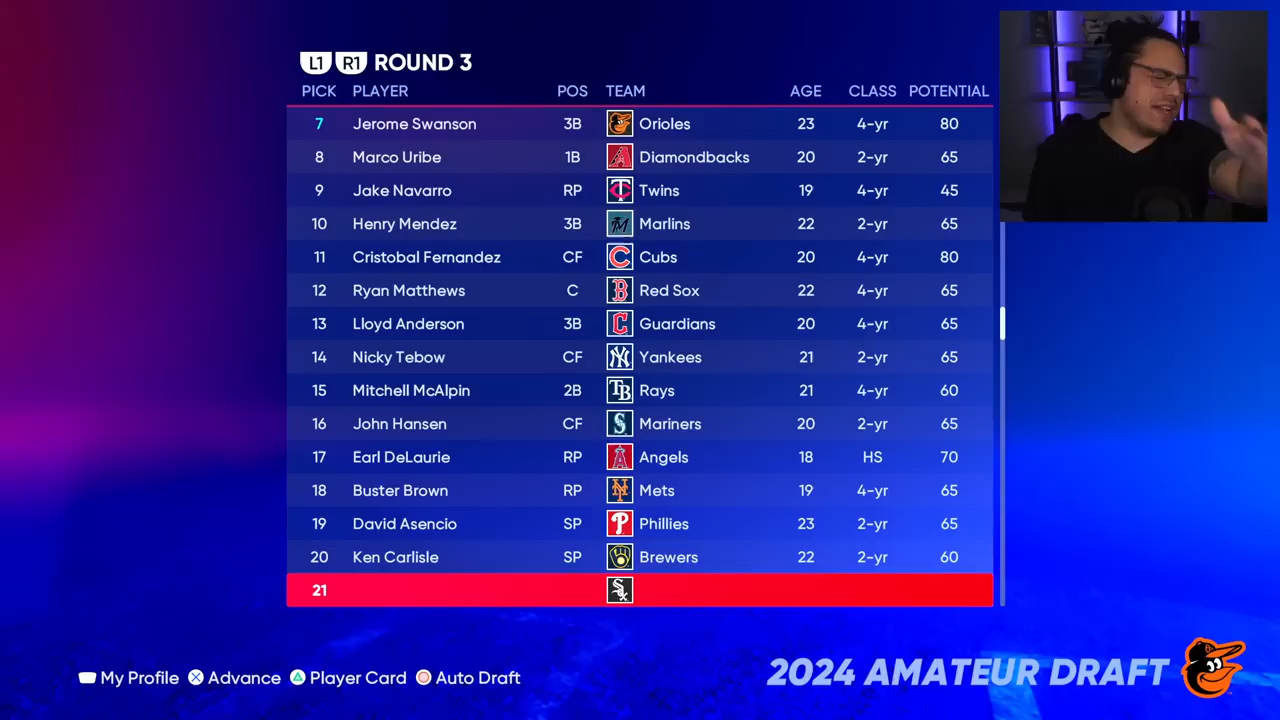 L1 R1 ROUND 3
PICK PLAYER POS TEAM AGE CLASS POTENTIAL
7 Jerome Swanson 3B Orioles 23 4-yr 80
8 Marco Uribe 1B Diamondbacks 20 2-yr 65
9 Jake Navarro RP Twins 19 4-yr 45
10 Henry Mendez 3B Marlins 22 2-yr 65
11 Cristobal Fernandez CF Cubs 20 4-yr 80
12 Ryan Matthews C Red Sox 22 4-yr 65
13 Lloyd Anderson 3B Guardians 20 4-yr 65
14 Nicky Tebow CF Yankees 21 2-yr 65
15 Mitchell McAlpin 2B TB Rays 21 4-yr 60
16 John Hansen CF Mariners 20 2-yr 65
17 Earl DeLaurie RP Angels 18 HS 70
18 Buster Brown RP Mets 19 4-yr 65
19 David Asencio SP Phillies 23 2-yr 65
20 Ken Carlisle SP Brewers 22 2-yr 60
21 Sox
My Profile Advance Player Card Auto Draft
2024 AMATEUR DRAFT